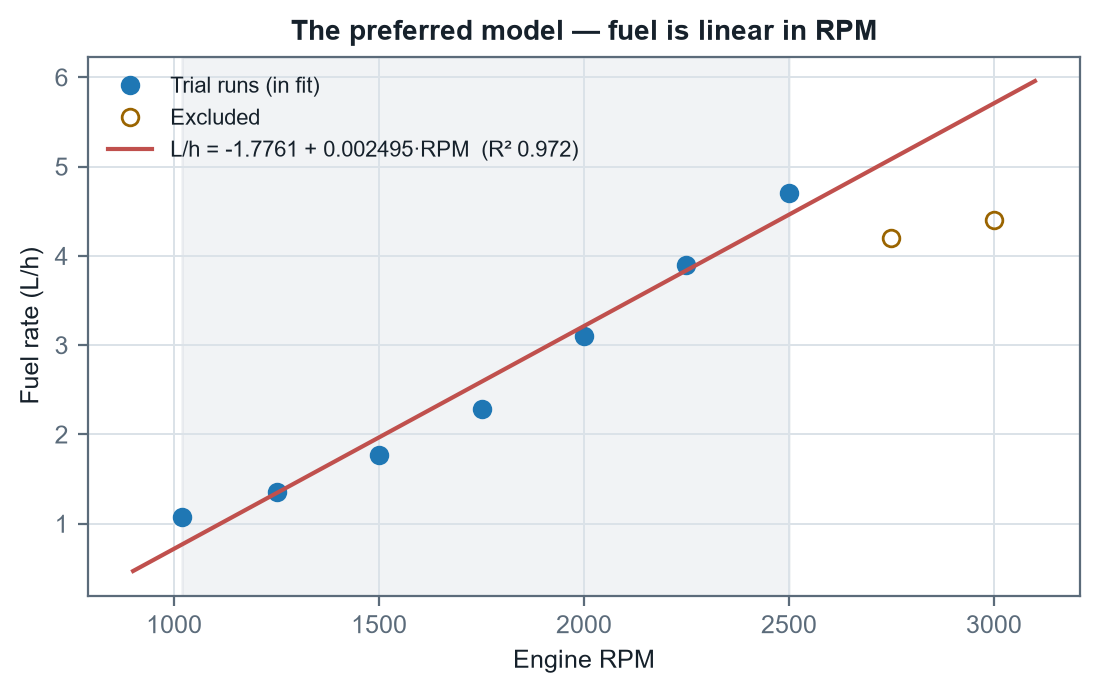 The preferred model — fuel is linear in RPM
Trial runs (in fit)
Excluded
L/h = -1.7761 + 0.002495·RPM (R² 0.972)
Fuel rate (L/h)
6
5
4
3
2
1
1000 1500 2000 2500 3000
Engine RPM